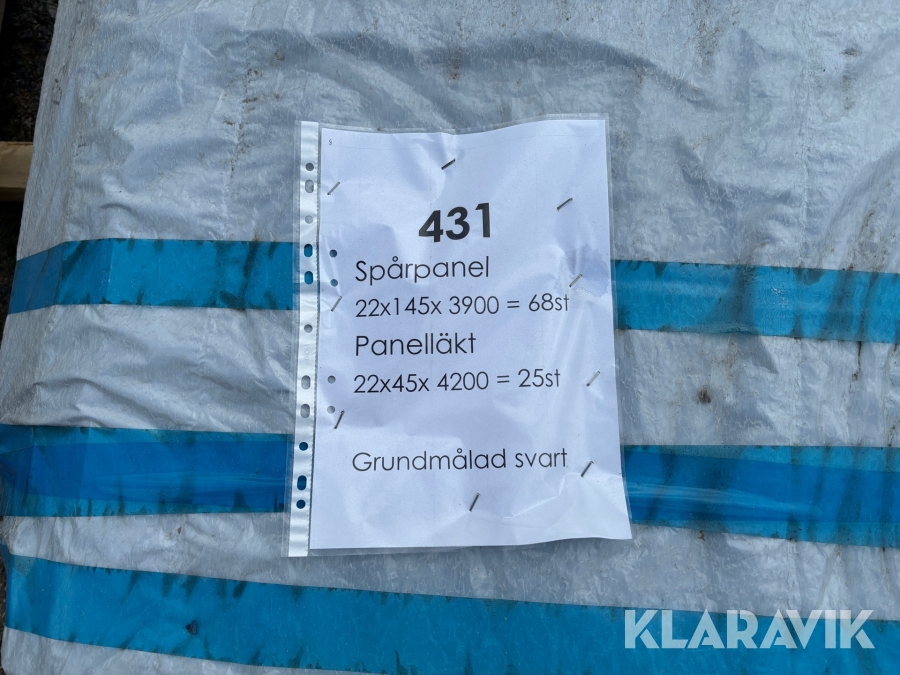 431
Spårpanel
22x145x 3900 = 68st
Panelläkt
22x45x 4200 = 25st
Grundmålad svart
KLARAVIK